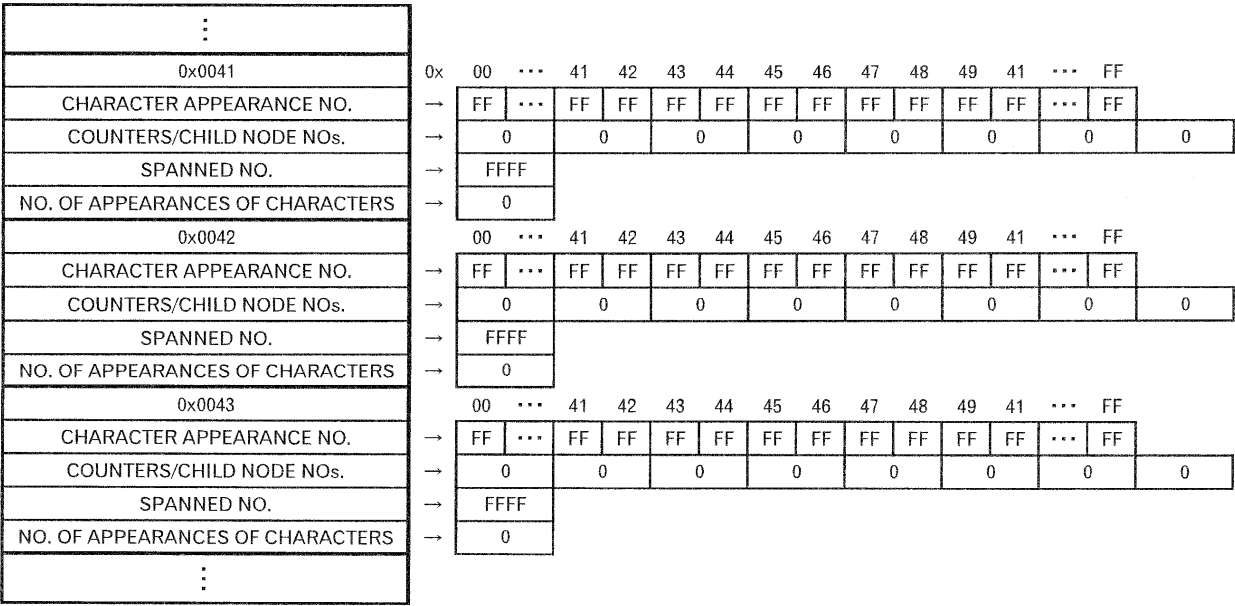 ⋮
0x0041 0x 00 ··· 41 42 43 44 45 46 47 48 49 41 ··· FF
CHARACTER APPEARANCE NO. → FF ··· FF FF FF FF FF FF FF FF FF FF ··· FF
COUNTERS/CHILD NODE NOs. → 0 0 0 0 0 0 0 0
SPANNED NO. → FFFF
NO. OF APPEARANCES OF CHARACTERS → 0
0x0042 00 ··· 41 42 43 44 45 46 47 48 49 41 ··· FF
CHARACTER APPEARANCE NO. → FF ··· FF FF FF FF FF FF FF FF FF FF ··· FF
COUNTERS/CHILD NODE NOs. → 0 0 0 0 0 0 0 0
SPANNED NO. → FFFF
NO. OF APPEARANCES OF CHARACTERS → 0
0x0043 00 ··· 41 42 43 44 45 46 47 48 49 41 ··· FF
CHARACTER APPEARANCE NO. → FF ··· FF FF FF FF FF FF FF FF FF FF ··· FF
COUNTERS/CHILD NODE NOs. → 0 0 0 0 0 0 0 0
SPANNED NO. → FFFF
NO. OF APPEARANCES OF CHARACTERS → 0
⋮